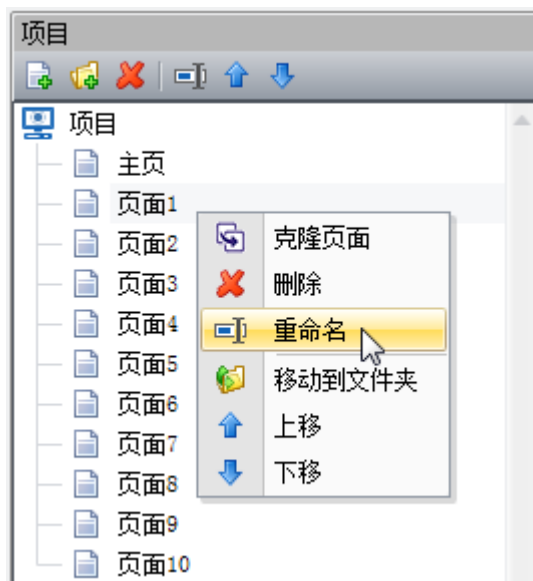 项目
项目
主页
页面1
页面2
页面3
页面4
页面5
页面6
页面7
页面8
页面9
页面10
克隆页面
删除
重命名
移动到文件夹
上移
下移